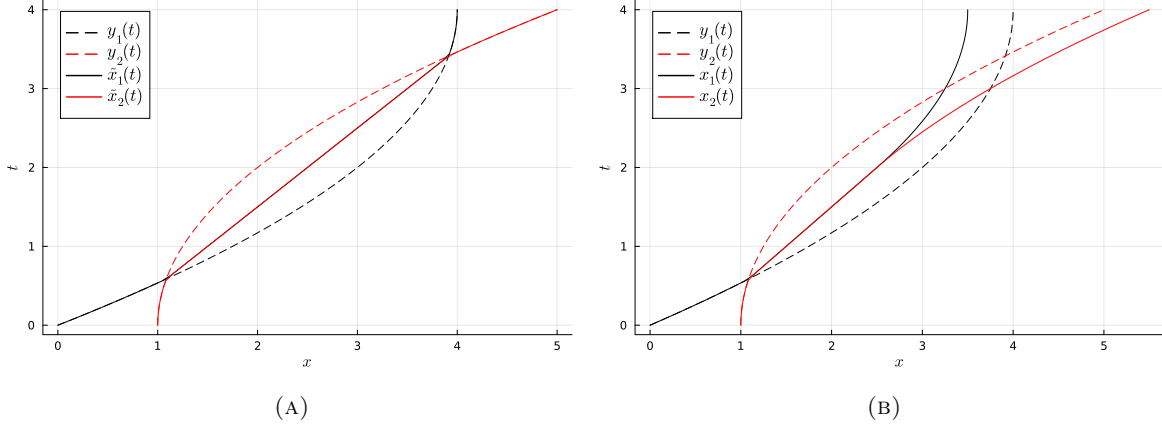 4
3
2
1
0
t
y₁(t)
y₂(t)
x̃₁(t)
x̃₂(t)
0 1 2 3 4 5
x
(A)
4
3
2
1
0
t
y₁(t)
y₂(t)
x₁(t)
x₂(t)
0 1 2 3 4 5
x
(B)